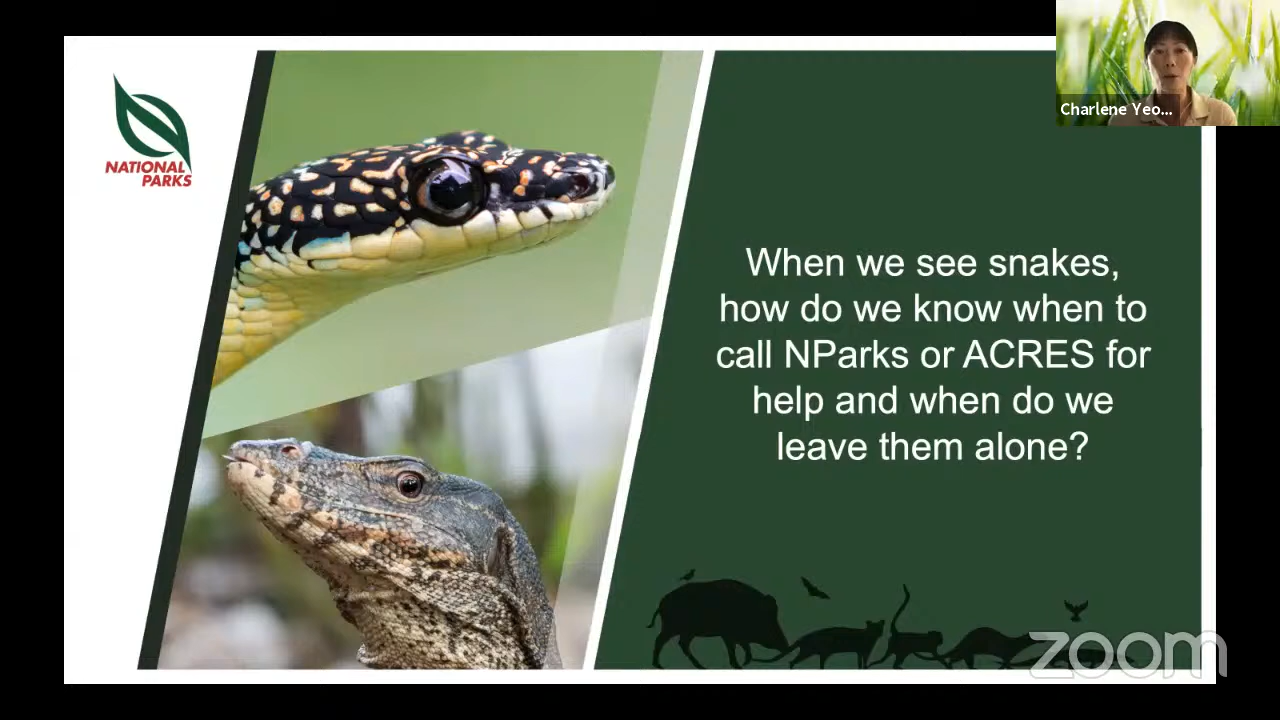 NATIONAL
PARKS
Charlene Yeo...
When we see snakes,
how do we know when to
call NParks or ACRES for
help and when do we
leave them alone?
zoom